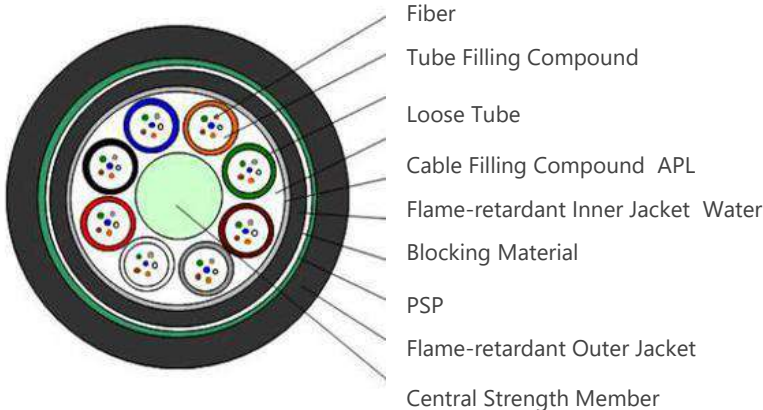 Fiber
Tube Filling Compound
Loose Tube
Cable Filling Compound APL
Flame-retardant Inner Jacket Water
Blocking Material
PSP
Flame-retardant Outer Jacket
Central Strength Member